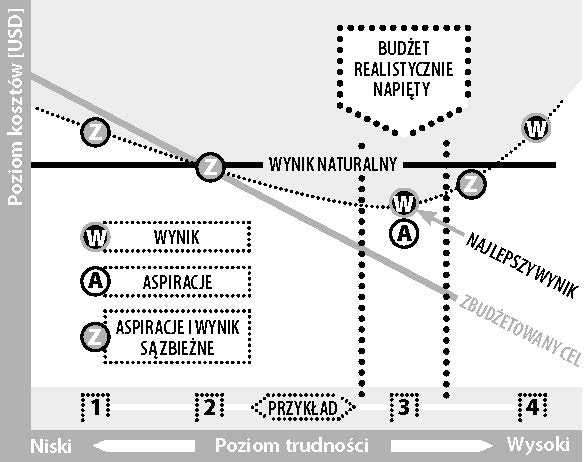 Poziom kosztów [USD]
BUDŻET
REALISTYCZNIE
NAPIĘTY
Z
W
Z
WYNIK NATURALNY
Z
W
A
NAJLEPSZY WYNIK
W WYNIK
A ASPIRACJE
Z ASPIRACJE I WYNIK
SĄ ZBIEŻNE
ZBUDŻETOWANY CEL
1 2 PRZYKŁAD 3 4
Niski Poziom trudności Wysoki